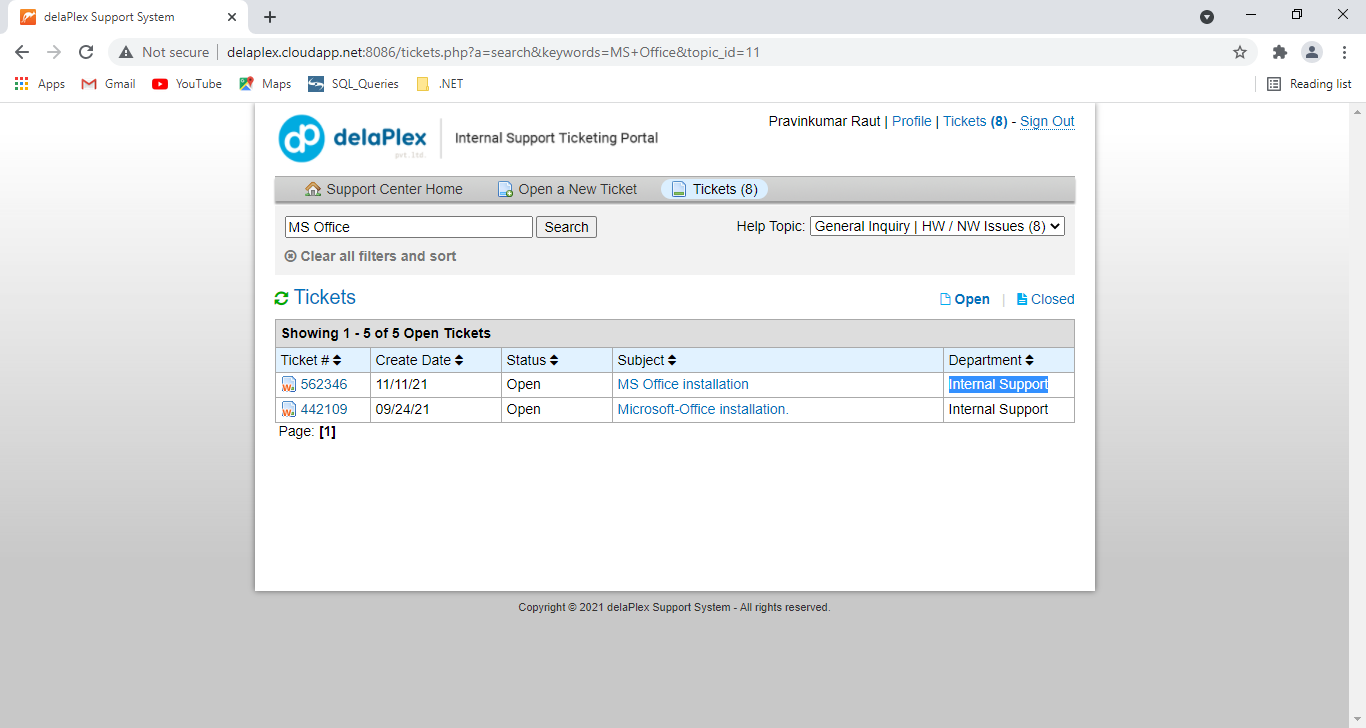 delaPlex Support System
Not secure
delaplex.cloudapp.net:8086/tickets.php?a=search&keywords=MS+Office&topic_id=11
Apps Gmail YouTube Maps SQL_Queries .NET Reading list
dp delaPlex pvt.ltd. Internal Support Ticketing Portal
Pravinkumar Raut | Profile | Tickets (8) - Sign Out
Support Center Home Open a New Ticket Tickets (8)
MS Office Search Help Topic: General Inquiry | HW / NW Issues (8)
Clear all filters and sort
Tickets Open | Closed
Showing 1 - 5 of 5 Open Tickets
Ticket # Create Date Status Subject Department
562346 11/11/21 Open MS Office installation Internal Support
442109 09/24/21 Open Microsoft-Office installation. Internal Support
Page: [1]
Copyright © 2021 delaPlex Support System - All rights reserved.